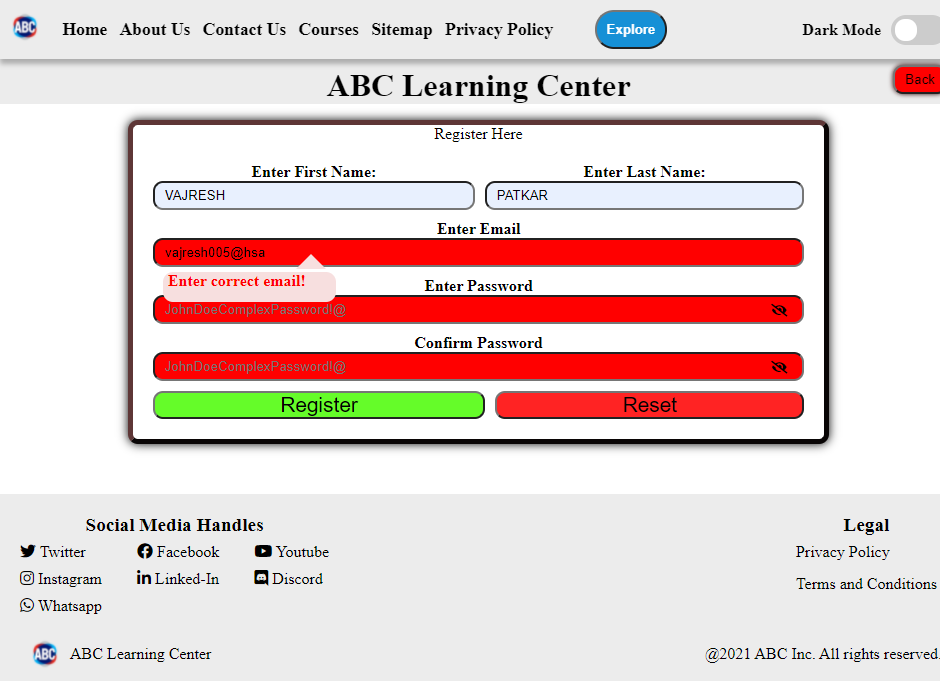 ABC Home About Us Contact Us Courses Sitemap Privacy Policy Explore Dark Mode
ABC Learning Center Back
Register Here
Enter First Name: Enter Last Name:
VAJRESH PATKAR
Enter Email
vajresh005@hsa
Enter correct email! Enter Password
JohnDoeComplexPassword!@
Confirm Password
JohnDoeComplexPassword!@
Register Reset
Social Media Handles Legal
Twitter Facebook Youtube Privacy Policy
Instagram Linked-In Discord Terms and Conditions
Whatsapp
ABC ABC Learning Center @2021 ABC Inc. All rights reserved.